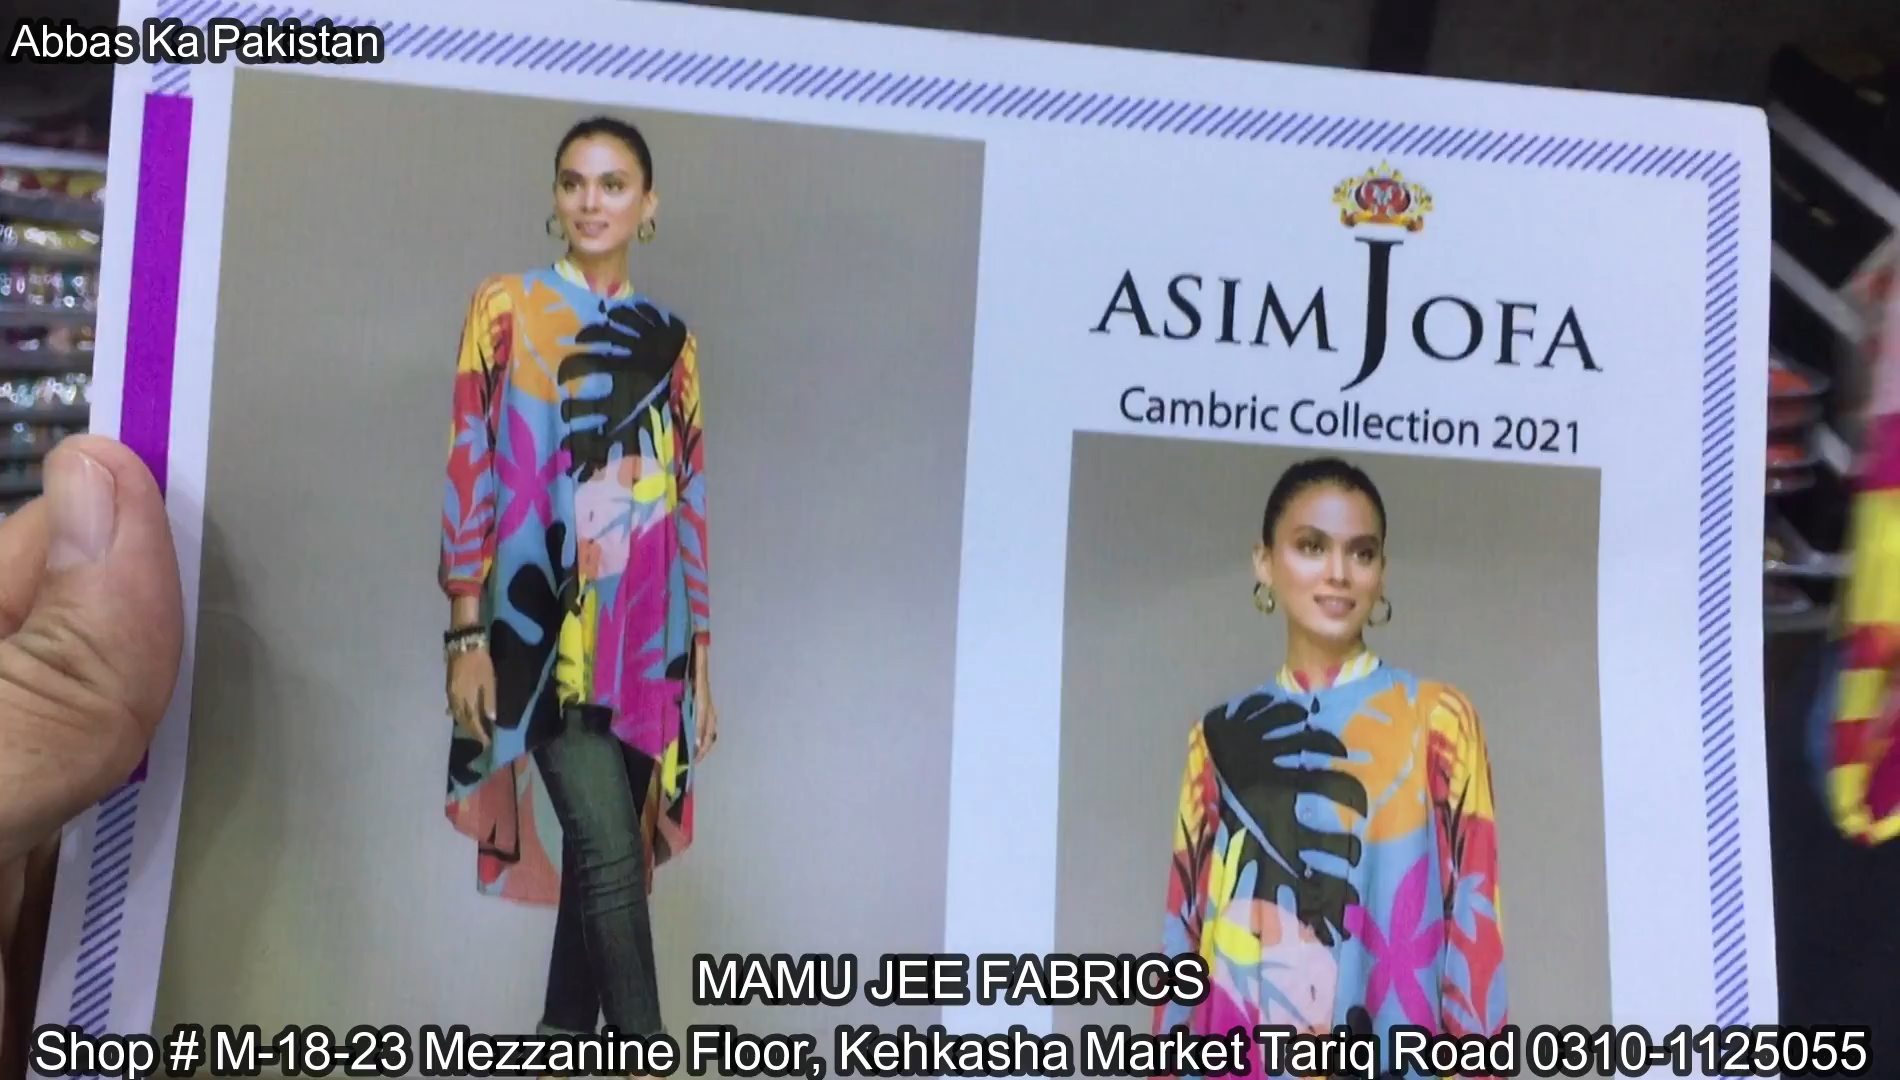 Abbas Ka Pakistan
ASIM JOFA
Cambric Collection 2021
MAMU JEE FABRICS
Shop # M-18-23 Mezzanine Floor, Kehkasha Market Tariq Road 0310-1125055